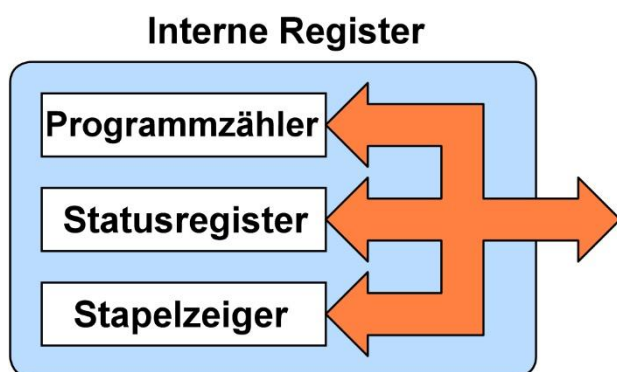 Interne Register
Programmzähler
Statusregister
Stapelzeiger